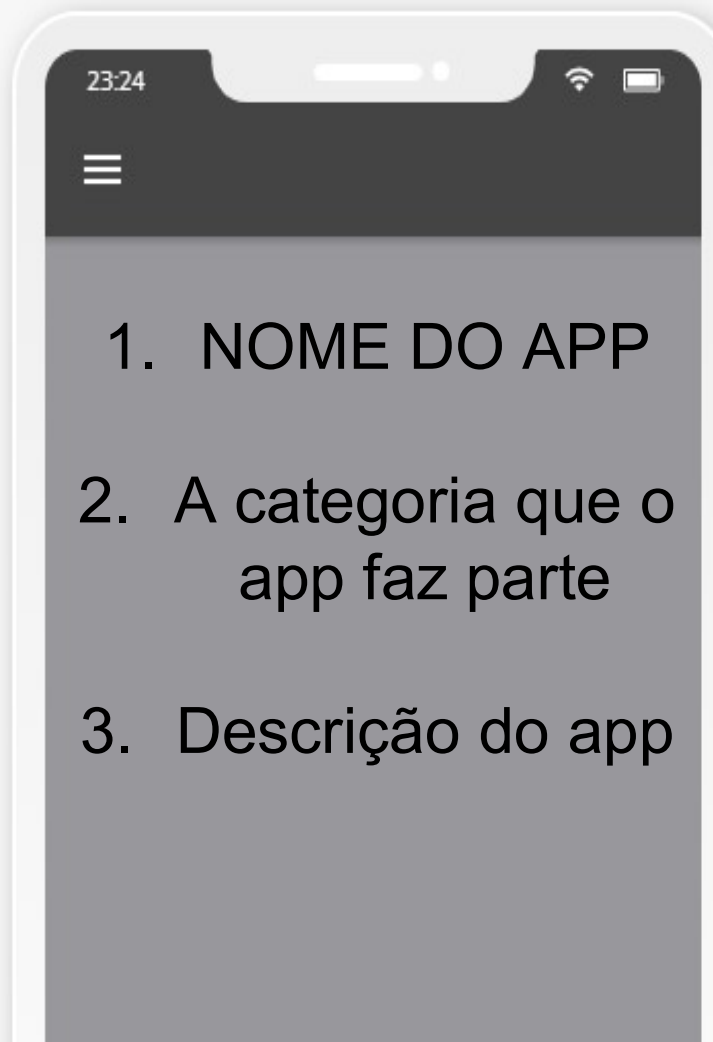 23:24
1. NOME DO APP
2. A categoria que o
app faz parte
3. Descrição do app